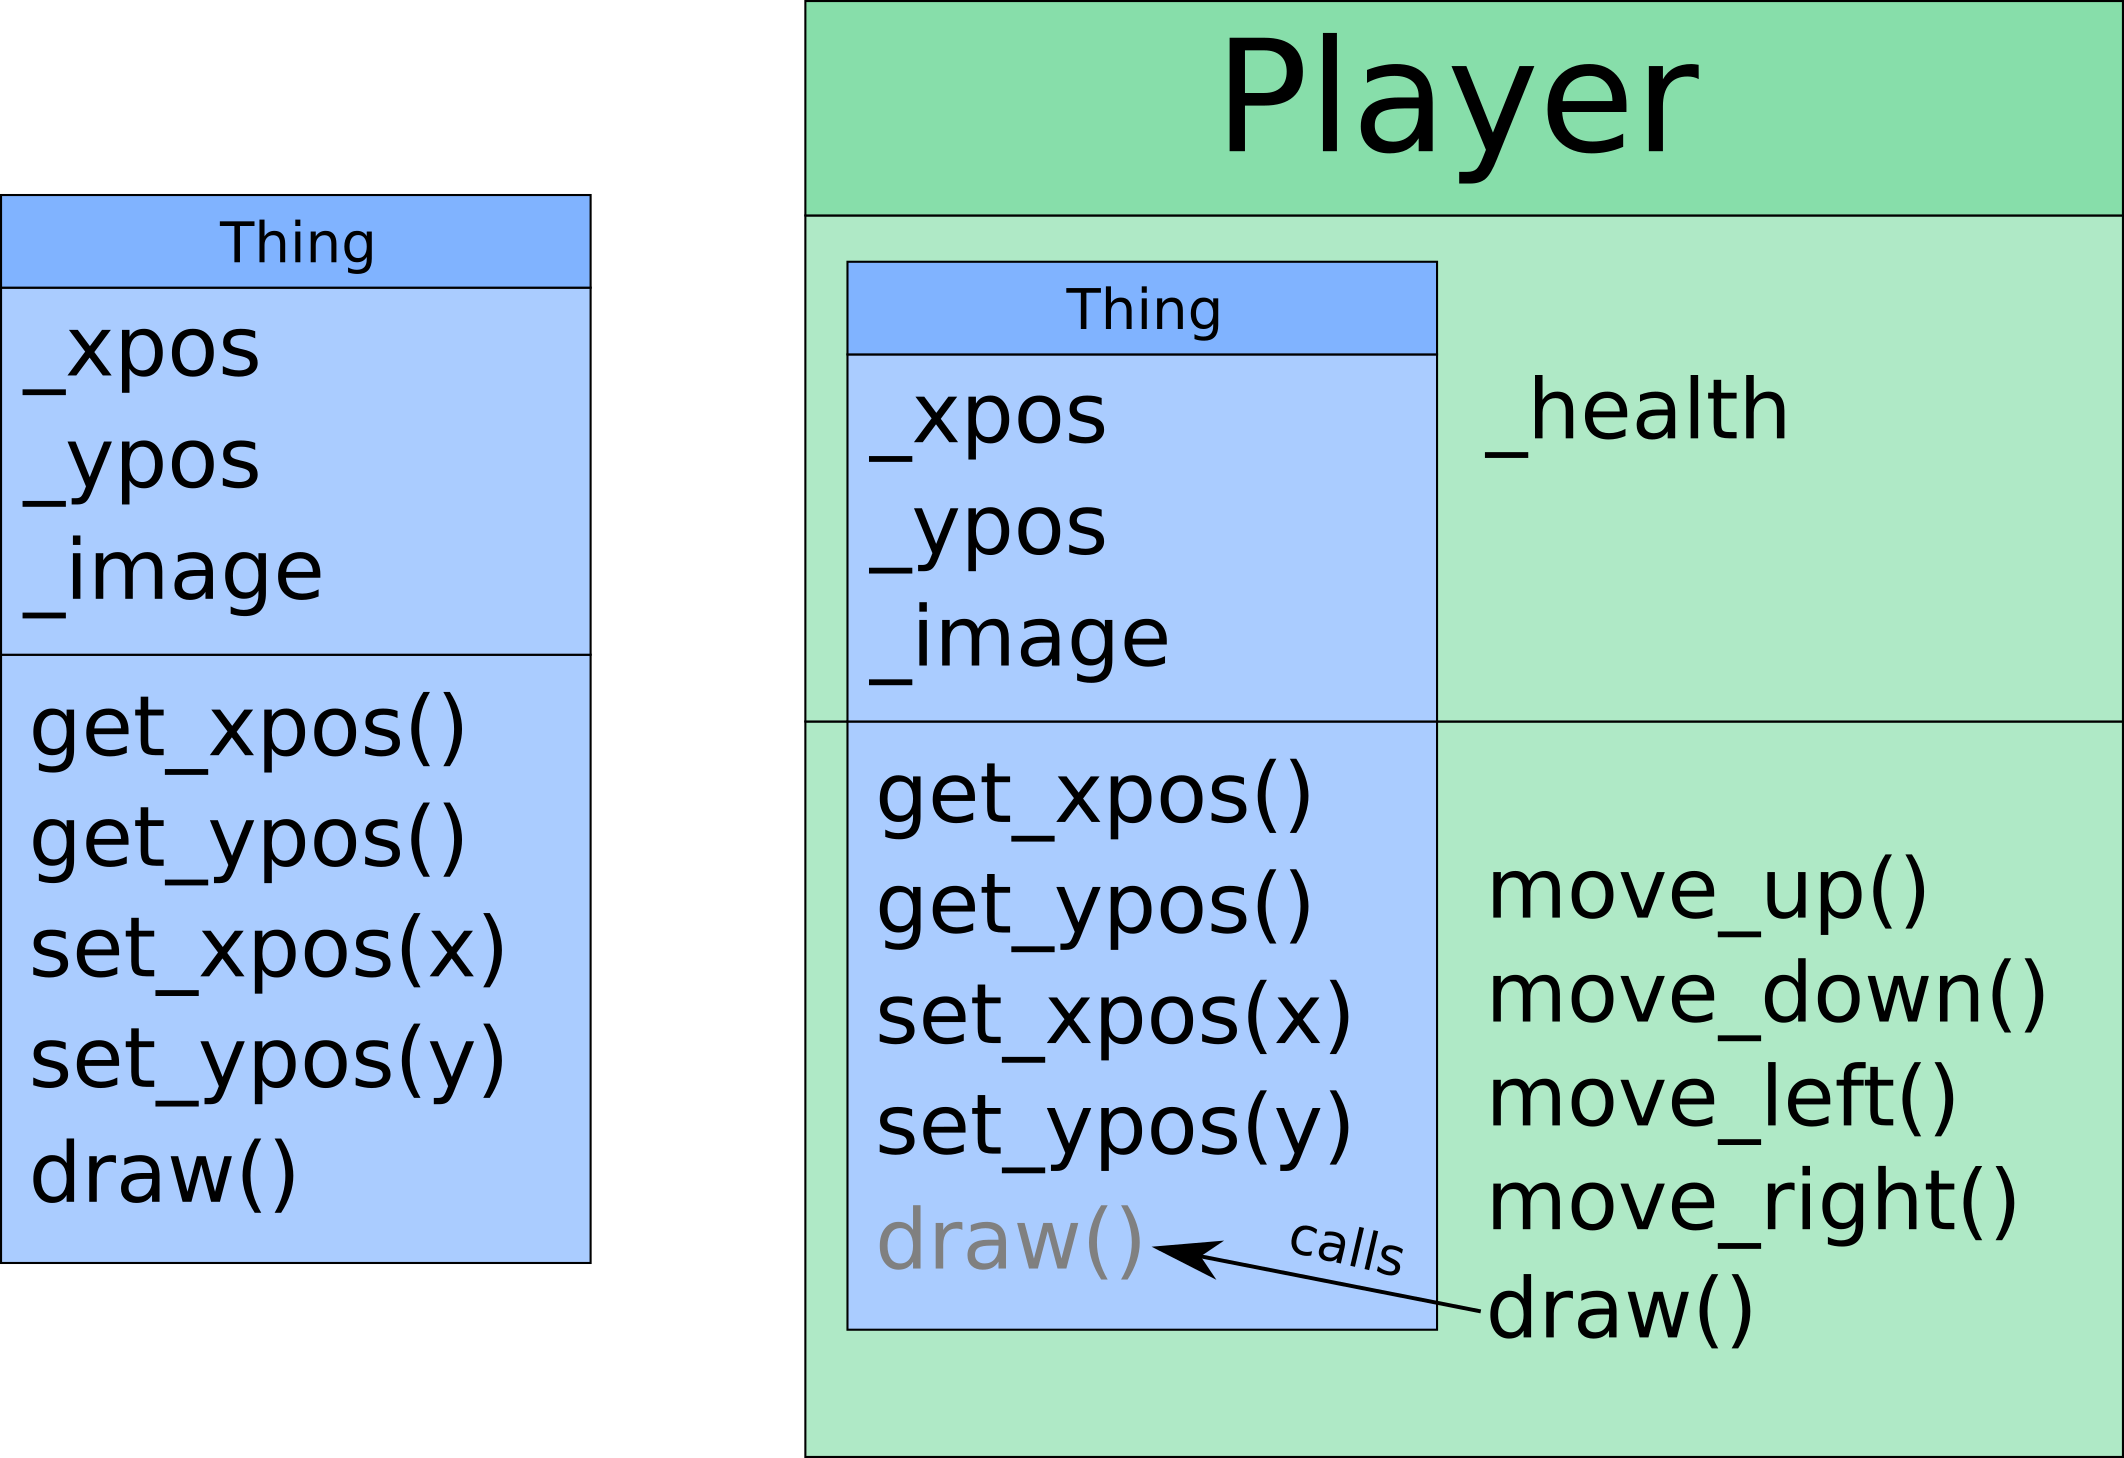 Thing
_xpos
_ypos
_image
get_xpos()
get_ypos()
set_xpos(x)
set_ypos(y)
draw()
Player
Thing
_xpos
_ypos
_image
_health
get_xpos()
get_ypos()
set_xpos(x)
set_ypos(y)
draw()
calls
move_up()
move_down()
move_left()
move_right()
draw()